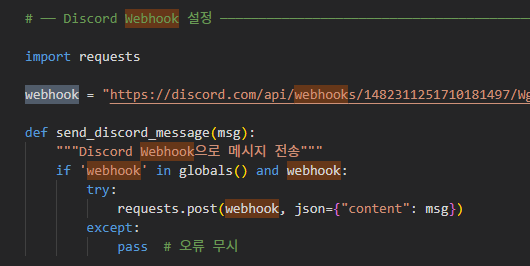 # —— Discord Webhook 설정 ——————————————————————————
import requests
webhook = "https://discord.com/api/webhooks/1482311251710181497/Wg
def send_discord_message(msg):
"""Discord Webhook으로 메시지 전송"""
if 'webhook' in globals() and webhook:
try:
requests.post(webhook, json={"content": msg})
except:
pass # 오류 무시